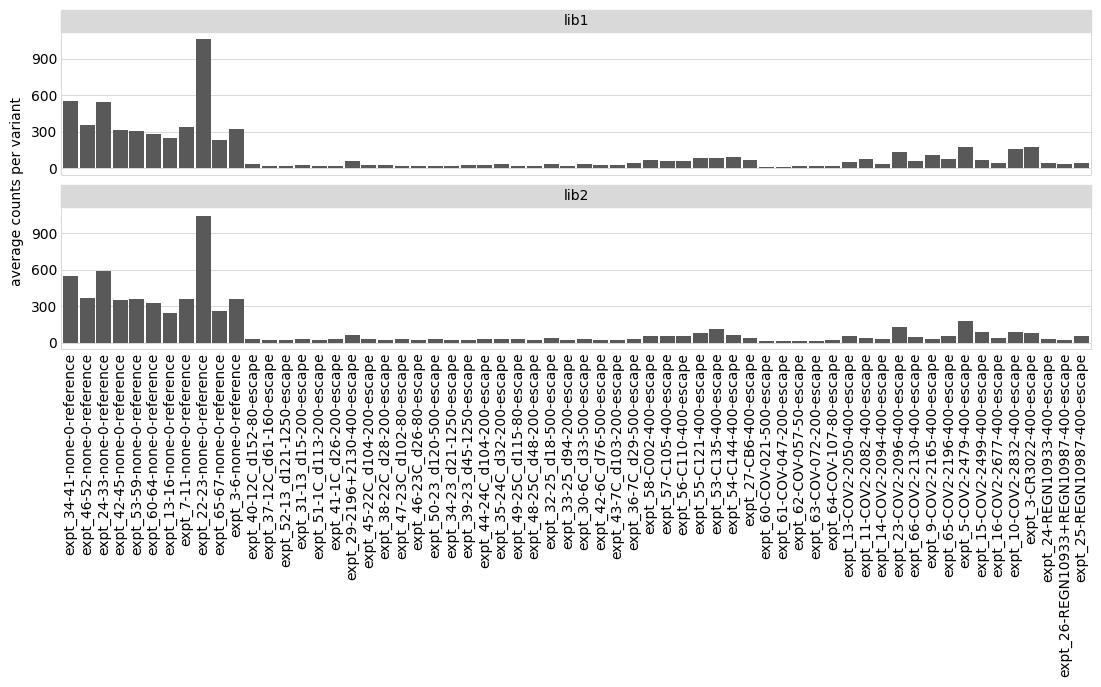 lib1
900
600
300
0
average counts per variant
lib2
900
600
300
0
expt_34-41-none-0-reference
expt_46-52-none-0-reference
expt_24-33-none-0-reference
expt_42-45-none-0-reference
expt_53-59-none-0-reference
expt_60-64-none-0-reference
expt_13-16-none-0-reference
expt_7-11-none-0-reference
expt_22-23-none-0-reference
expt_65-67-none-0-reference
expt_3-6-none-0-reference
expt_40-12C_d152-80-escape
expt_37-12C_d61-160-escape
expt_52-13_d121-1250-escape
expt_31-13_d15-200-escape
expt_51-1C_d113-200-escape
expt_41-1C_d26-200-escape
expt_29-2196+2130-400-escape
expt_45-22C_d104-200-escape
expt_38-22C_d28-200-escape
expt_47-23C_d102-80-escape
expt_46-23C_d26-80-escape
expt_50-23_d120-500-escape
expt_34-23_d21-1250-escape
expt_39-23_d45-1250-escape
expt_44-24C_d104-200-escape
expt_35-24C_d32-200-escape
expt_49-25C_d115-80-escape
expt_48-25C_d48-200-escape
expt_32-25_d18-500-escape
expt_33-25_d94-200-escape
expt_30-6C_d33-500-escape
expt_42-6C_d76-500-escape
expt_43-7C_d103-200-escape
expt_36-7C_d29-500-escape
expt_58-C002-400-escape
expt_57-C105-400-escape
expt_56-C110-400-escape
expt_55-C121-400-escape
expt_53-C135-400-escape
expt_54-C144-400-escape
expt_27-CB6-400-escape
expt_60-COV-021-500-escape
expt_61-COV-047-200-escape
expt_62-COV-057-50-escape
expt_63-COV-072-200-escape
expt_64-COV-107-80-escape
expt_13-COV2-2050-400-escape
expt_11-COV2-2082-400-escape
expt_14-COV2-2094-400-escape
expt_23-COV2-2096-400-escape
expt_66-COV2-2130-400-escape
expt_9-COV2-2165-400-escape
expt_65-COV2-2196-400-escape
expt_5-COV2-2479-400-escape
expt_15-COV2-2499-400-escape
expt_16-COV2-2677-400-escape
expt_10-COV2-2832-400-escape
expt_3-CR3022-400-escape
expt_24-REGN10933-400-escape
expt_26-REGN10933+REGN10987-400-escape
expt_25-REGN10987-400-escape